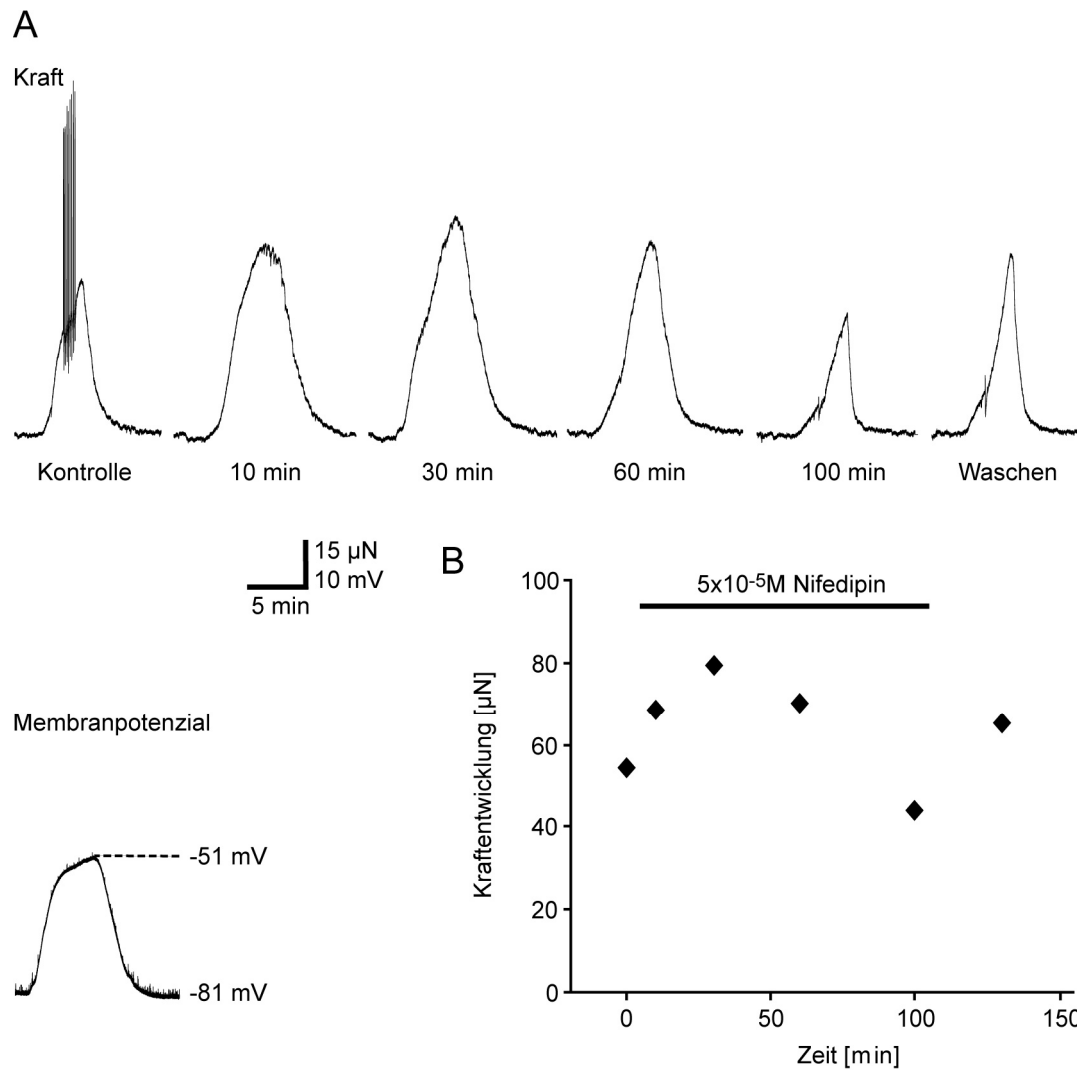 A
Kraft
Kontrolle 10 min 30 min 60 min 100 min Waschen
15 µN
10 mV
5 min
Membranpotenzial
-51 mV
-81 mV
B
5x10-5M Nifedipin
Kraftentwicklung [µN]
100
80
60
40
20
0
0 50 100 150
Zeit [min]